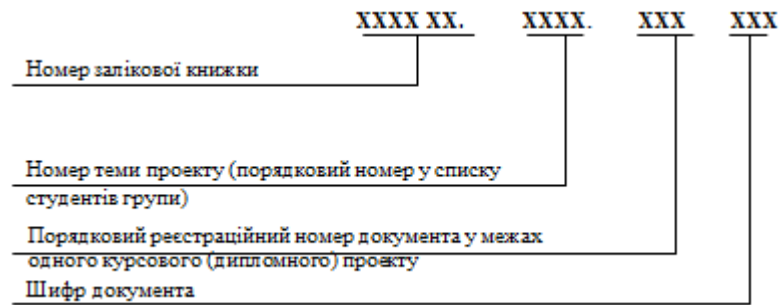 XXXX XX. XXXX. XXX XXX
Номер залікової книжки
Номер теми проекту (порядковий номер у списку
студентів групи)
Порядковий реєстраційний номер документа у межах
одного курсового (дипломного) проекту
Шифр документа